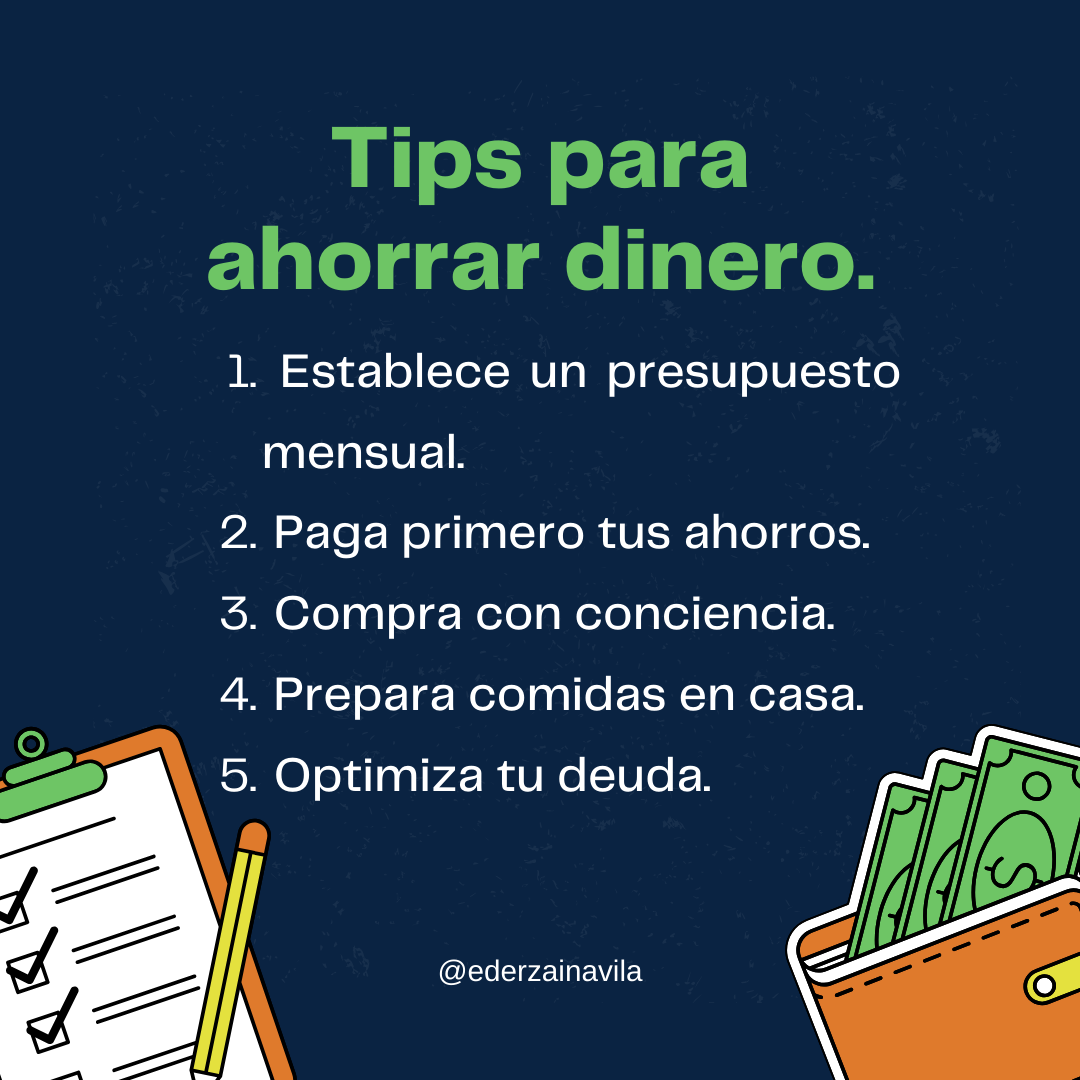 Tips para
ahorrar dinero.
1. Establece un presupuesto
mensual.
2. Paga primero tus ahorros.
3. Compra con conciencia.
4. Prepara comidas en casa.
5. Optimiza tu deuda.
@ederzainavila